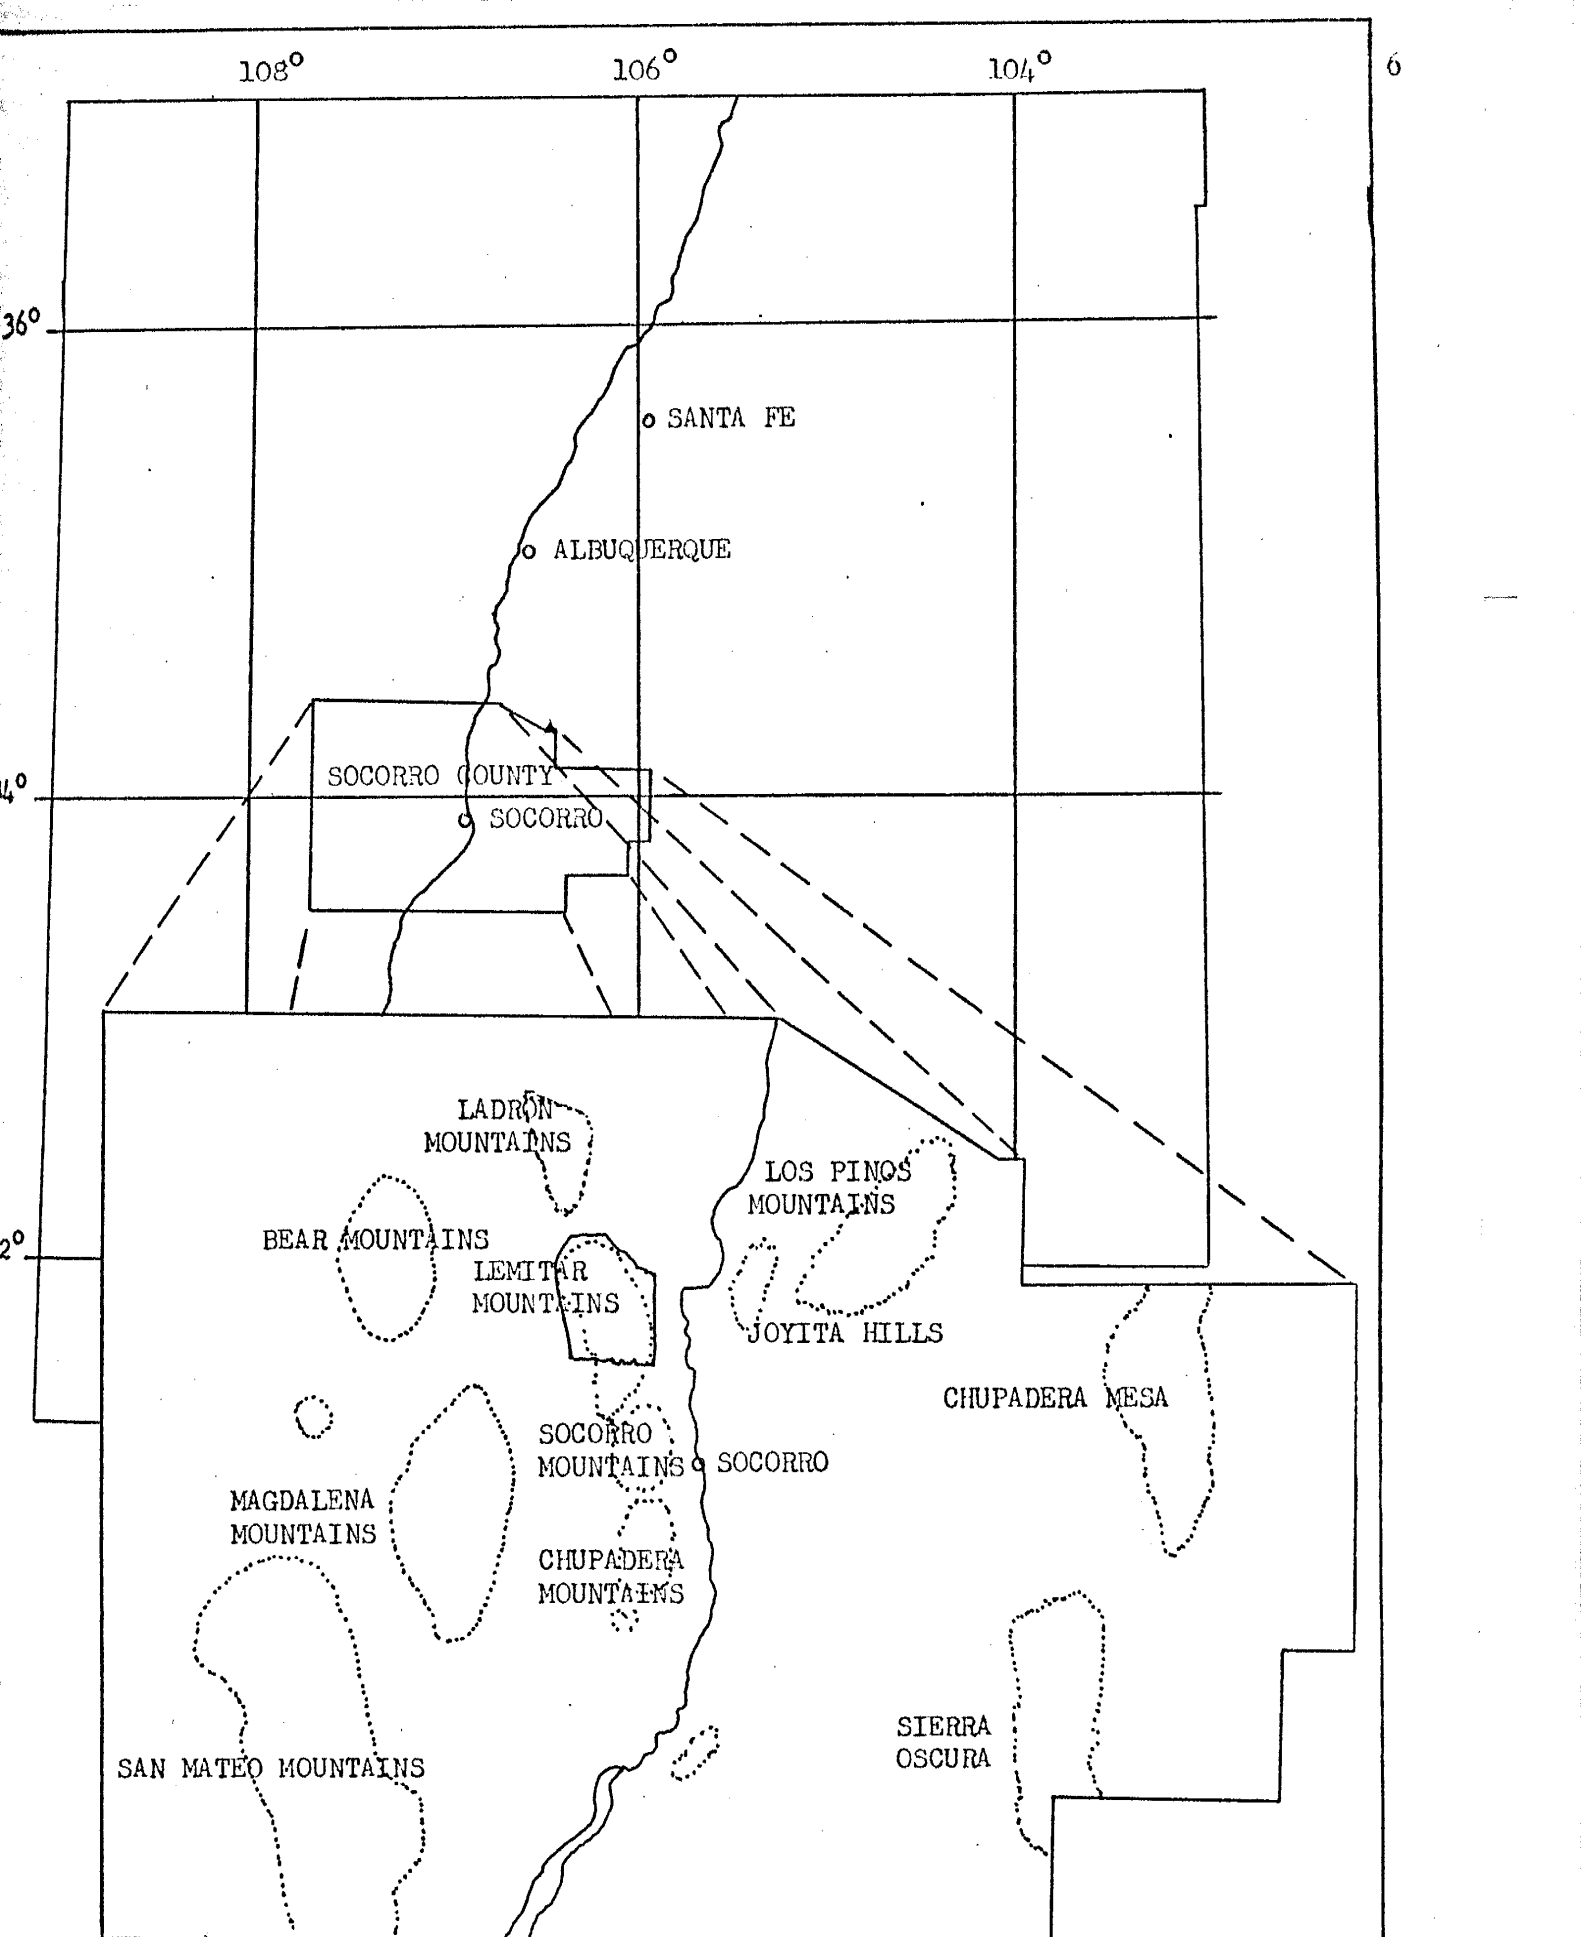 108° 106° 104° 6
36°
SANTA FE
ALBUQUERQUE
SOCORRO COUNTY
4°
SOCORRO
LADRON
MOUNTAINS
LOS PINOS
MOUNTAINS
BEAR MOUNTAINS
2°
LEMITAR
MOUNTAINS
JOYITA HILLS
CHUPADERA MESA
SOCORRO
MOUNTAINS
SOCORRO
MAGDALENA
MOUNTAINS
CHUPADERA
MOUNTAINS
SIERRA
OSCURA
SAN MATEO MOUNTAINS